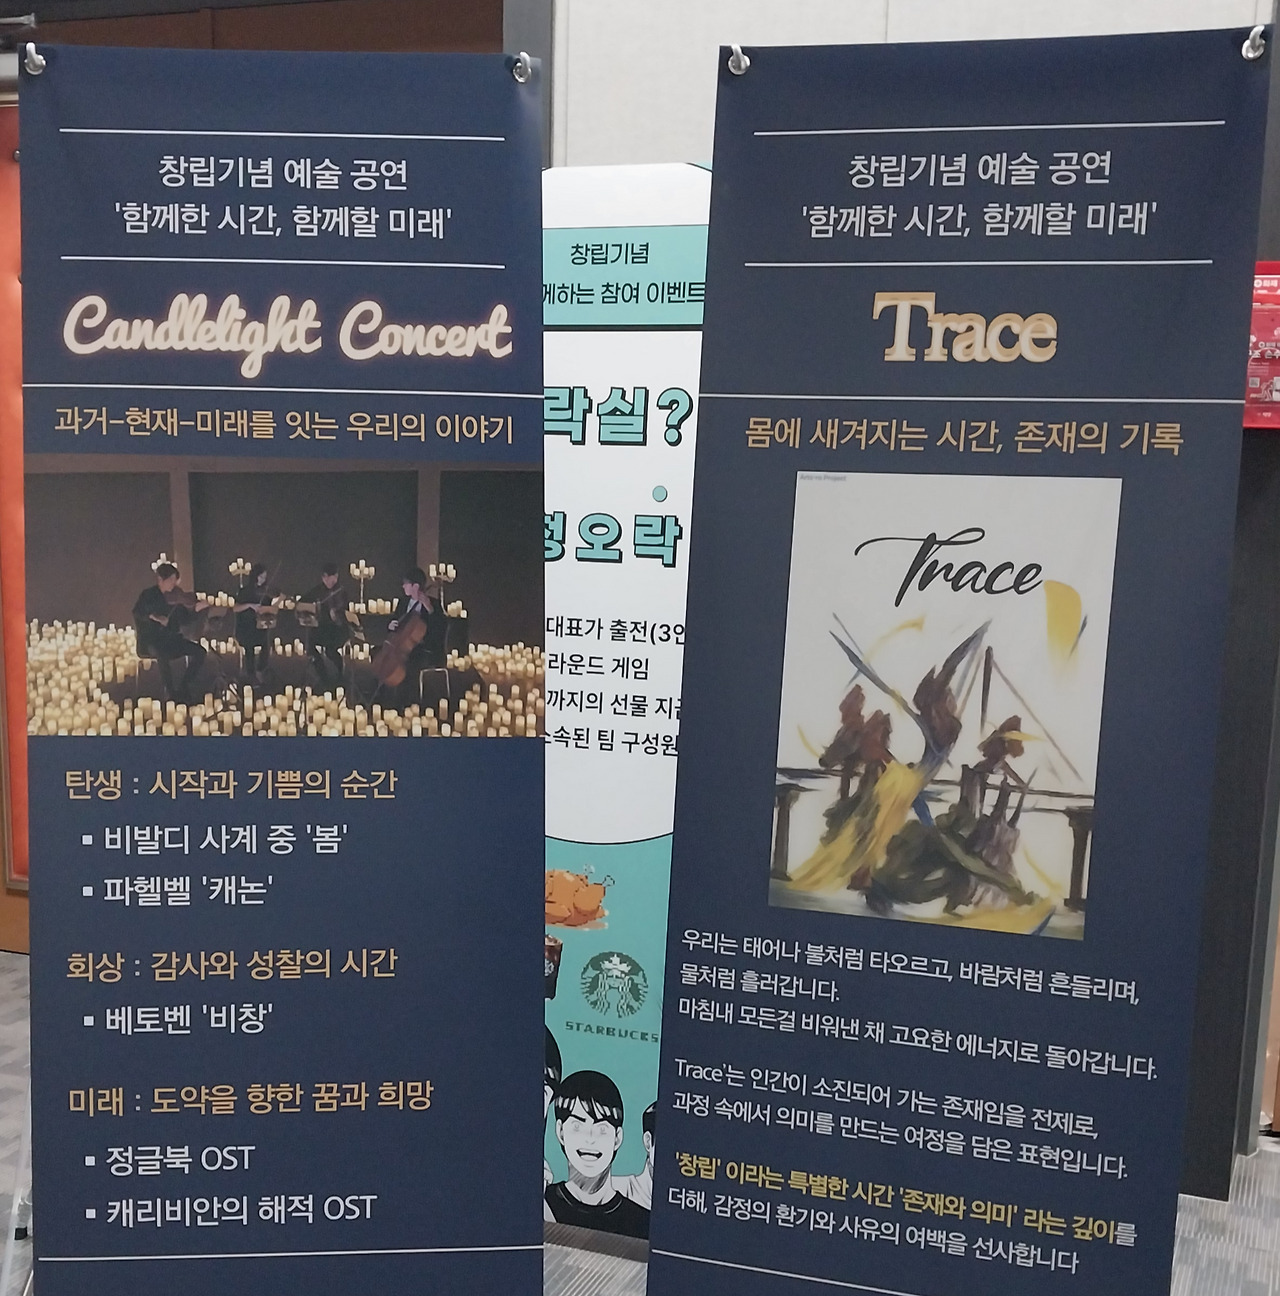 창립기념 예술 공연
'함께한 시간, 함께할 미래'
Candlelight Concert
과거-현재-미래를 잇는 우리의 이야기
탄생 : 시작과 기쁨의 순간
▪ 비발디 사계 중 '봄'
▪ 파헬벨 '캐논'
회상 : 감사와 성찰의 시간
▪ 베토벤 '비창'
미래 : 도약을 향한 꿈과 희망
▪ 정글북 OST
▪ 캐리비안의 해적 OST
창립기념
께하는 참여 이벤트
락실?
오락
대표가 출전(3인
라운드 게임
까지의 선물 지급
소속된 팀 구성원
STARBUCKS
창립기념 예술 공연
'함께한 시간, 함께할 미래'
Trace
몸에 새겨지는 시간, 존재의 기록
Trace
우리는 태어나 불처럼 타오르고, 바람처럼 흔들리며,
물처럼 흘러갑니다.
마침내 모든걸 비워낸 채 고요한 에너지로 돌아갑니다.
Trace'는 인간이 소진되어 가는 존재임을 전제로,
과정 속에서 의미를 만드는 여정을 담은 표현입니다.
'창립' 이라는 특별한 시간 '존재와 의미' 라는 깊이를
더해, 감정의 환기와 사유의 여백을 선사합니다